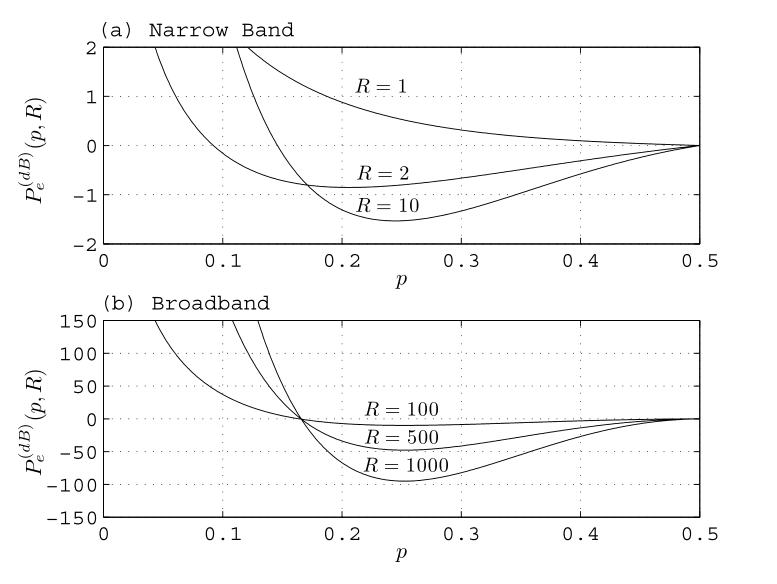 (a) Narrow Band
2
1
0
-1
-2
P_e^{(dB)}(p, R)
R = 1
R = 2
R = 10
0 0.1 0.2 0.3 0.4 0.5
p
(b) Broadband
150
100
50
0
-50
-100
-150
P_e^{(dB)}(p, R)
R = 100
R = 500
R = 1000
0 0.1 0.2 0.3 0.4 0.5
p